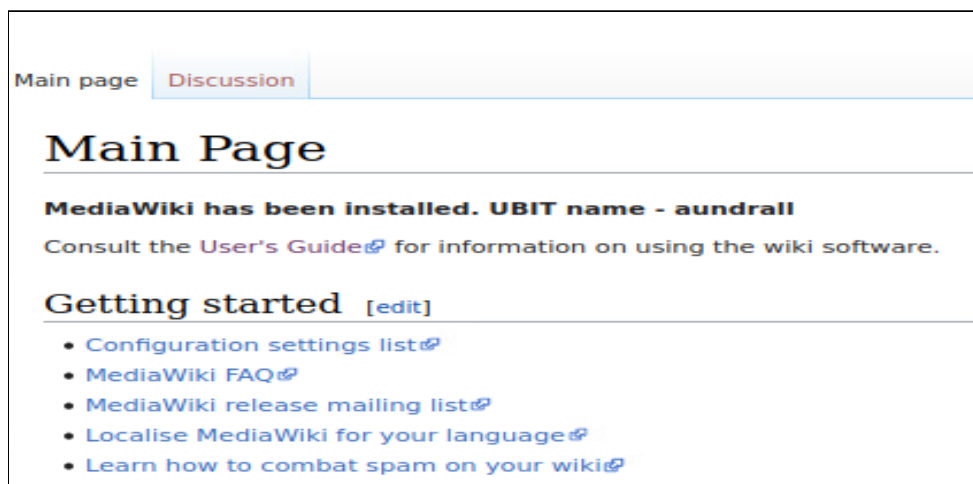 Main page Discussion
Main Page
MediaWiki has been installed. UBIT name - aundrall
Consult the User's Guide for information on using the wiki software.
Getting started [edit]
• Configuration settings list
• MediaWiki FAQ
• MediaWiki release mailing list
• Localise MediaWiki for your language
• Learn how to combat spam on your wiki